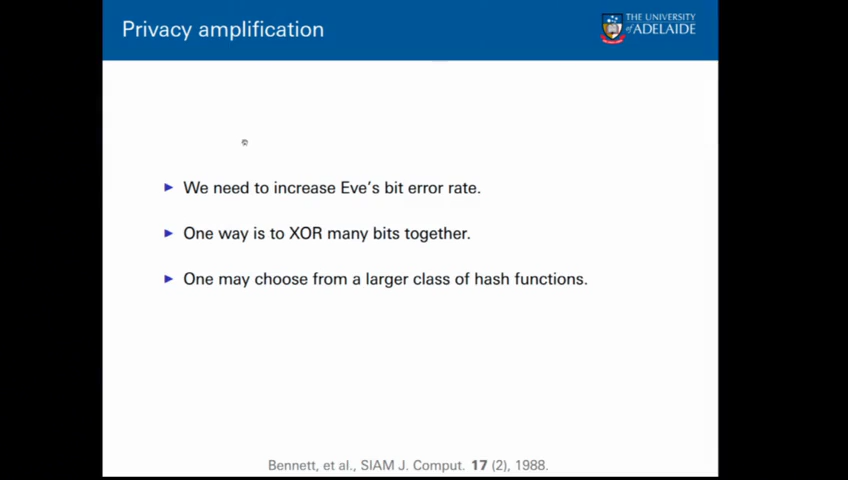 Privacy amplification
THE UNIVERSITY
of ADELAIDE
We need to increase Eve's bit error rate.
One way is to XOR many bits together.
One may choose from a larger class of hash functions.
Bennett, et al., SIAM J. Comput. 17 (2), 1988.